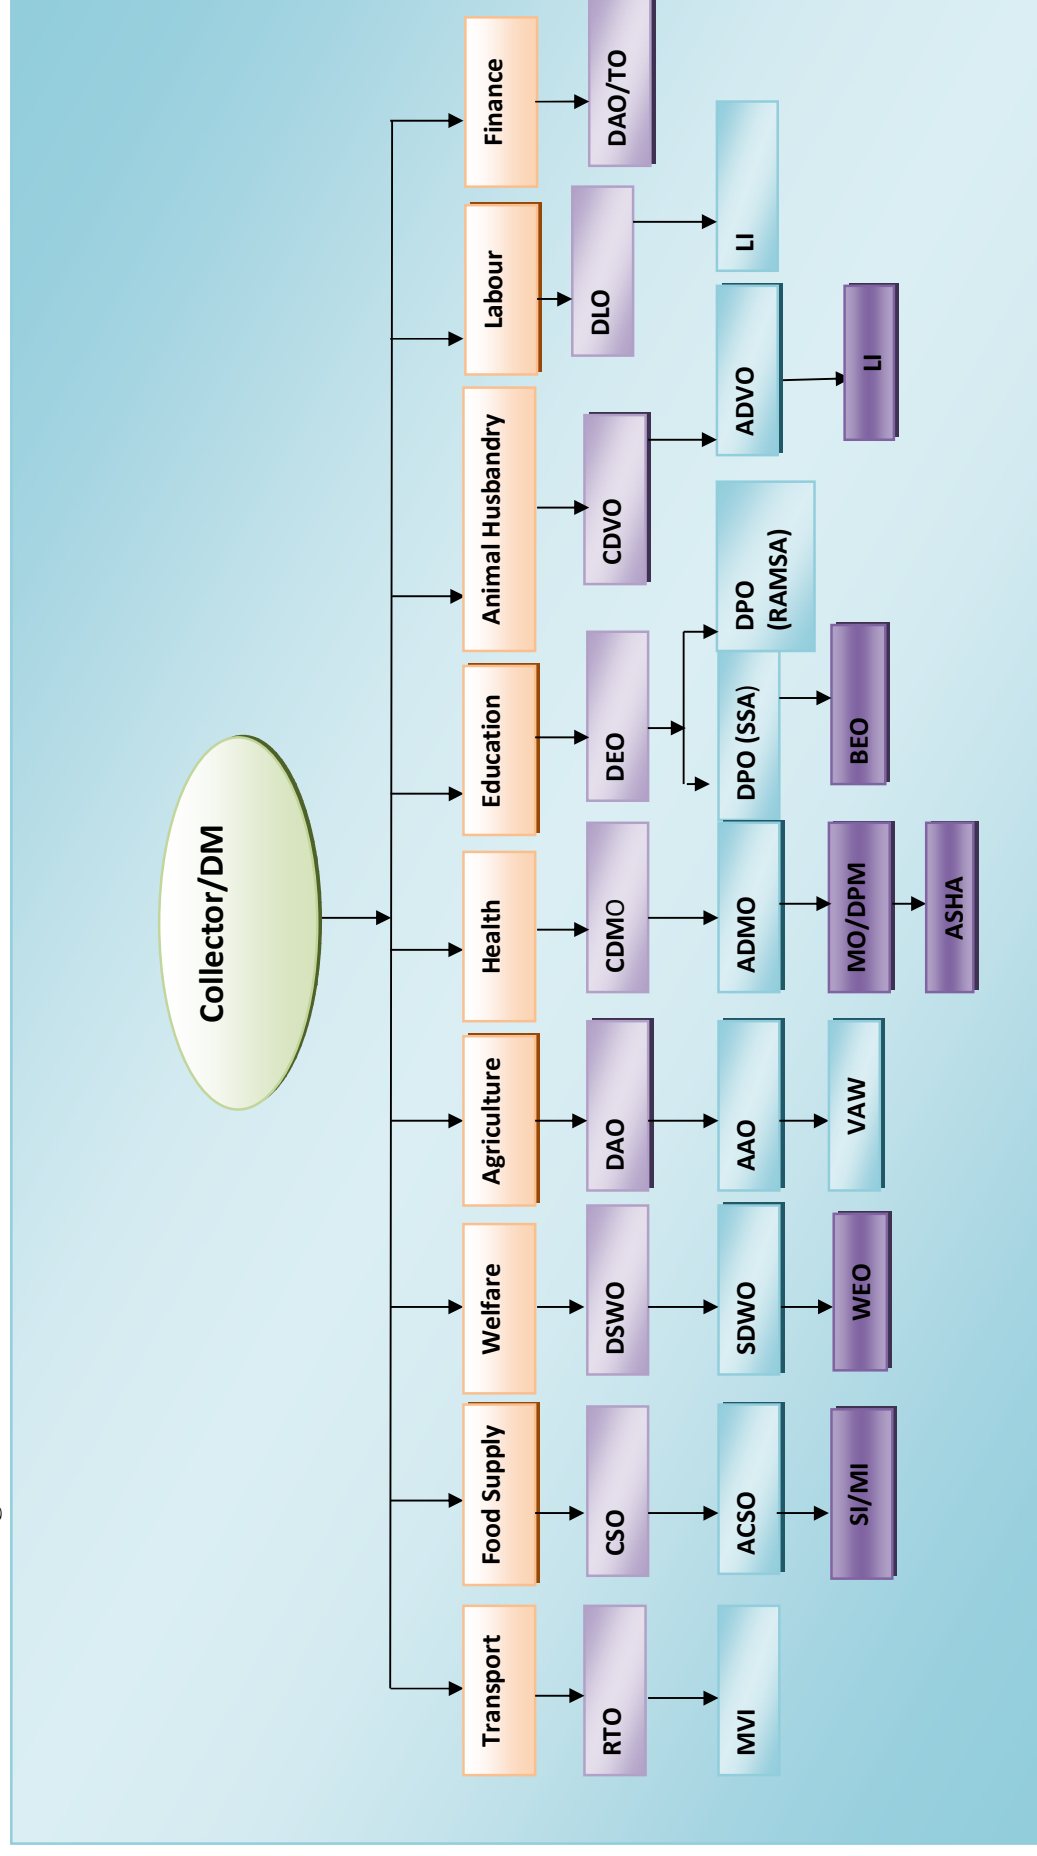 Collector/DM
Transport
Food Supply
Welfare
Agriculture
Health
Education
Animal Husbandry
Labour
Finance
RTO
CSO
DSWO
DAO
CDMO
DEO
CDVO
DLO
DAO/TO
MVI
ACSO
SDWO
AAO
ADMO
DPO (SSA)
DPO
(RAMSA)
ADVO
LI
SI/MI
WEO
VAW
MO/DPM
BEO
LI
ASHA